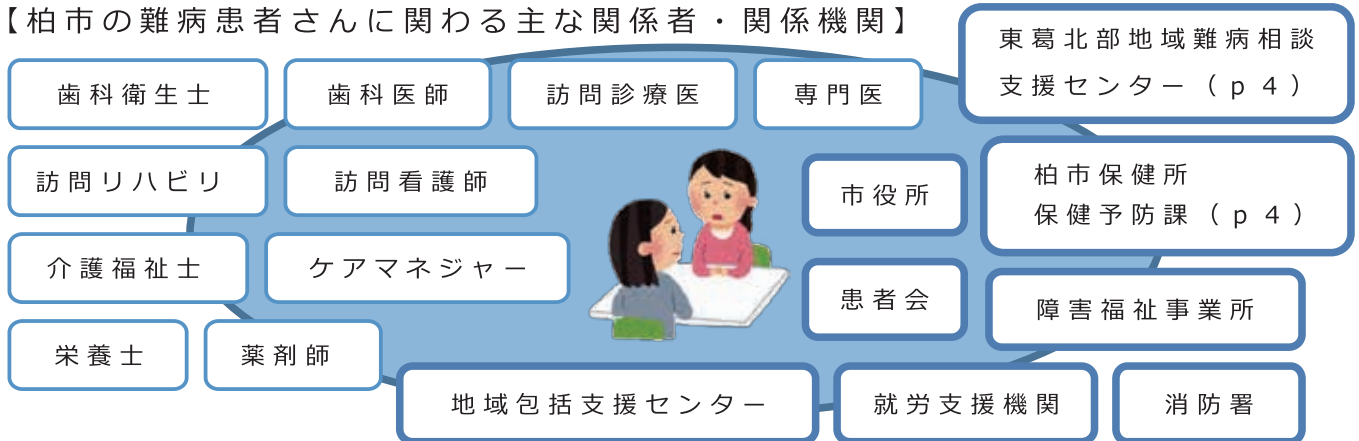 【柏市の難病患者さんに関わる主な関係者・関係機関】
東葛北部地域難病相談
支援センター（p4）
歯科衛生士
歯科医師
訪問診療医
専門医
訪問リハビリ
訪問看護師
市役所
柏市保健所
保健予防課（p4）
介護福祉士
ケアマネジャー
患者会
障害福祉事業所
栄養士
薬剤師
地域包括支援センター
就労支援機関
消防署